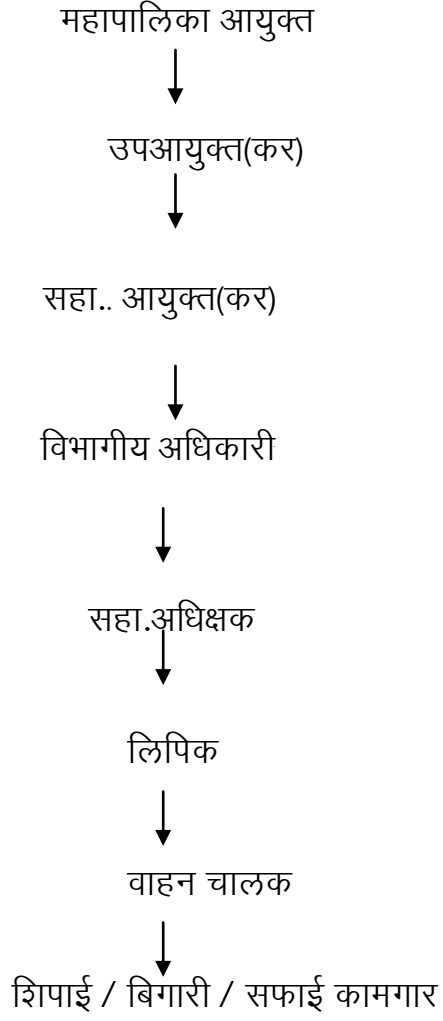 महापालिका आयुक्त
उपआयुक्त(कर)
सहा.. आयुक्त(कर)
विभागीय अधिकारी
सहा.अधिक्षक
लिपिक
वाहन चालक
शिपाई / बिगारी / सफाई कामगार